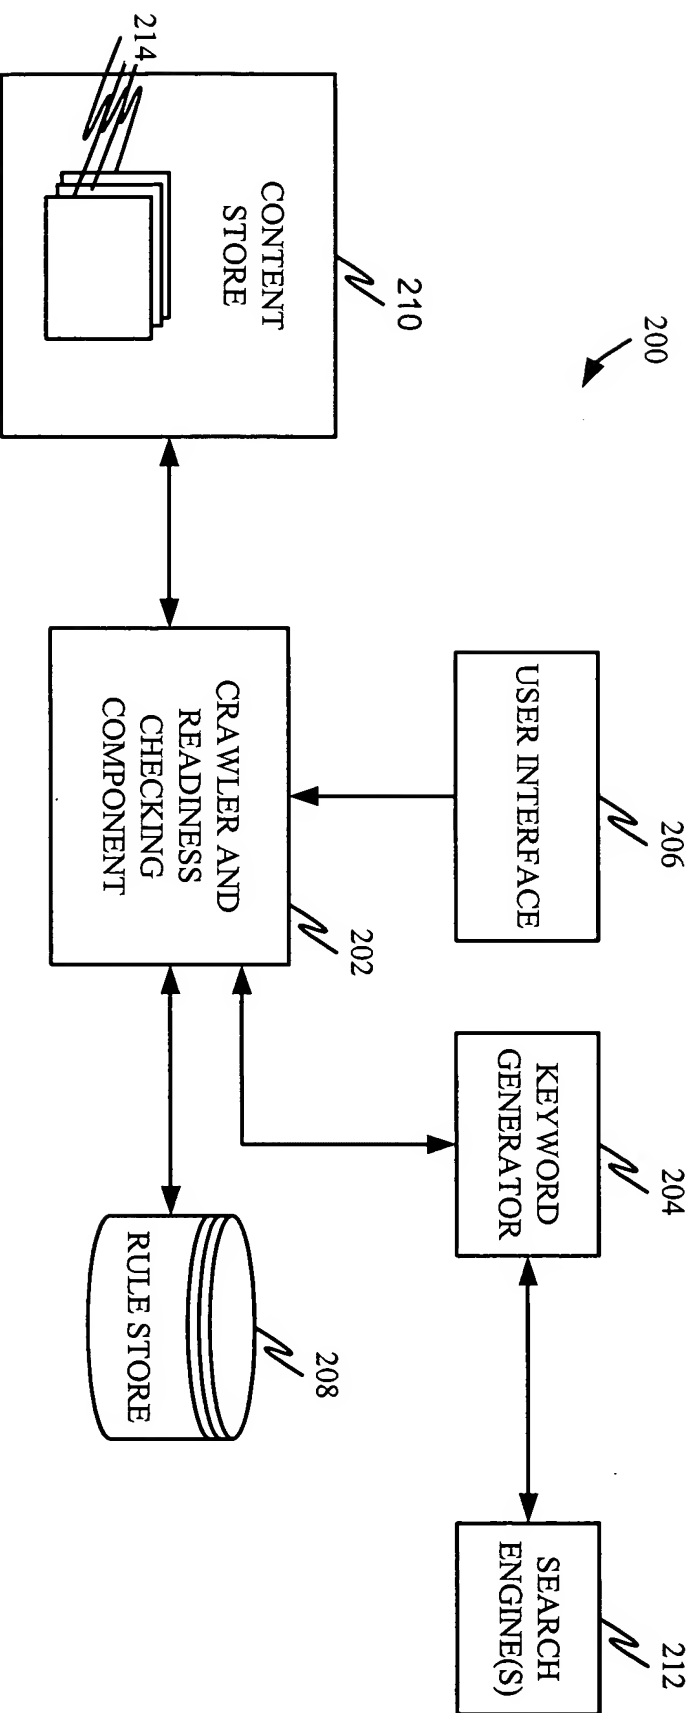 200
USER INTERFACE
206
KEYWORD
GENERATOR
204
SEARCH
ENGINE(S)
212
214
CONTENT
STORE
210
CRAWLER AND
READINESS
CHECKING
COMPONENT
202
RULE STORE
208